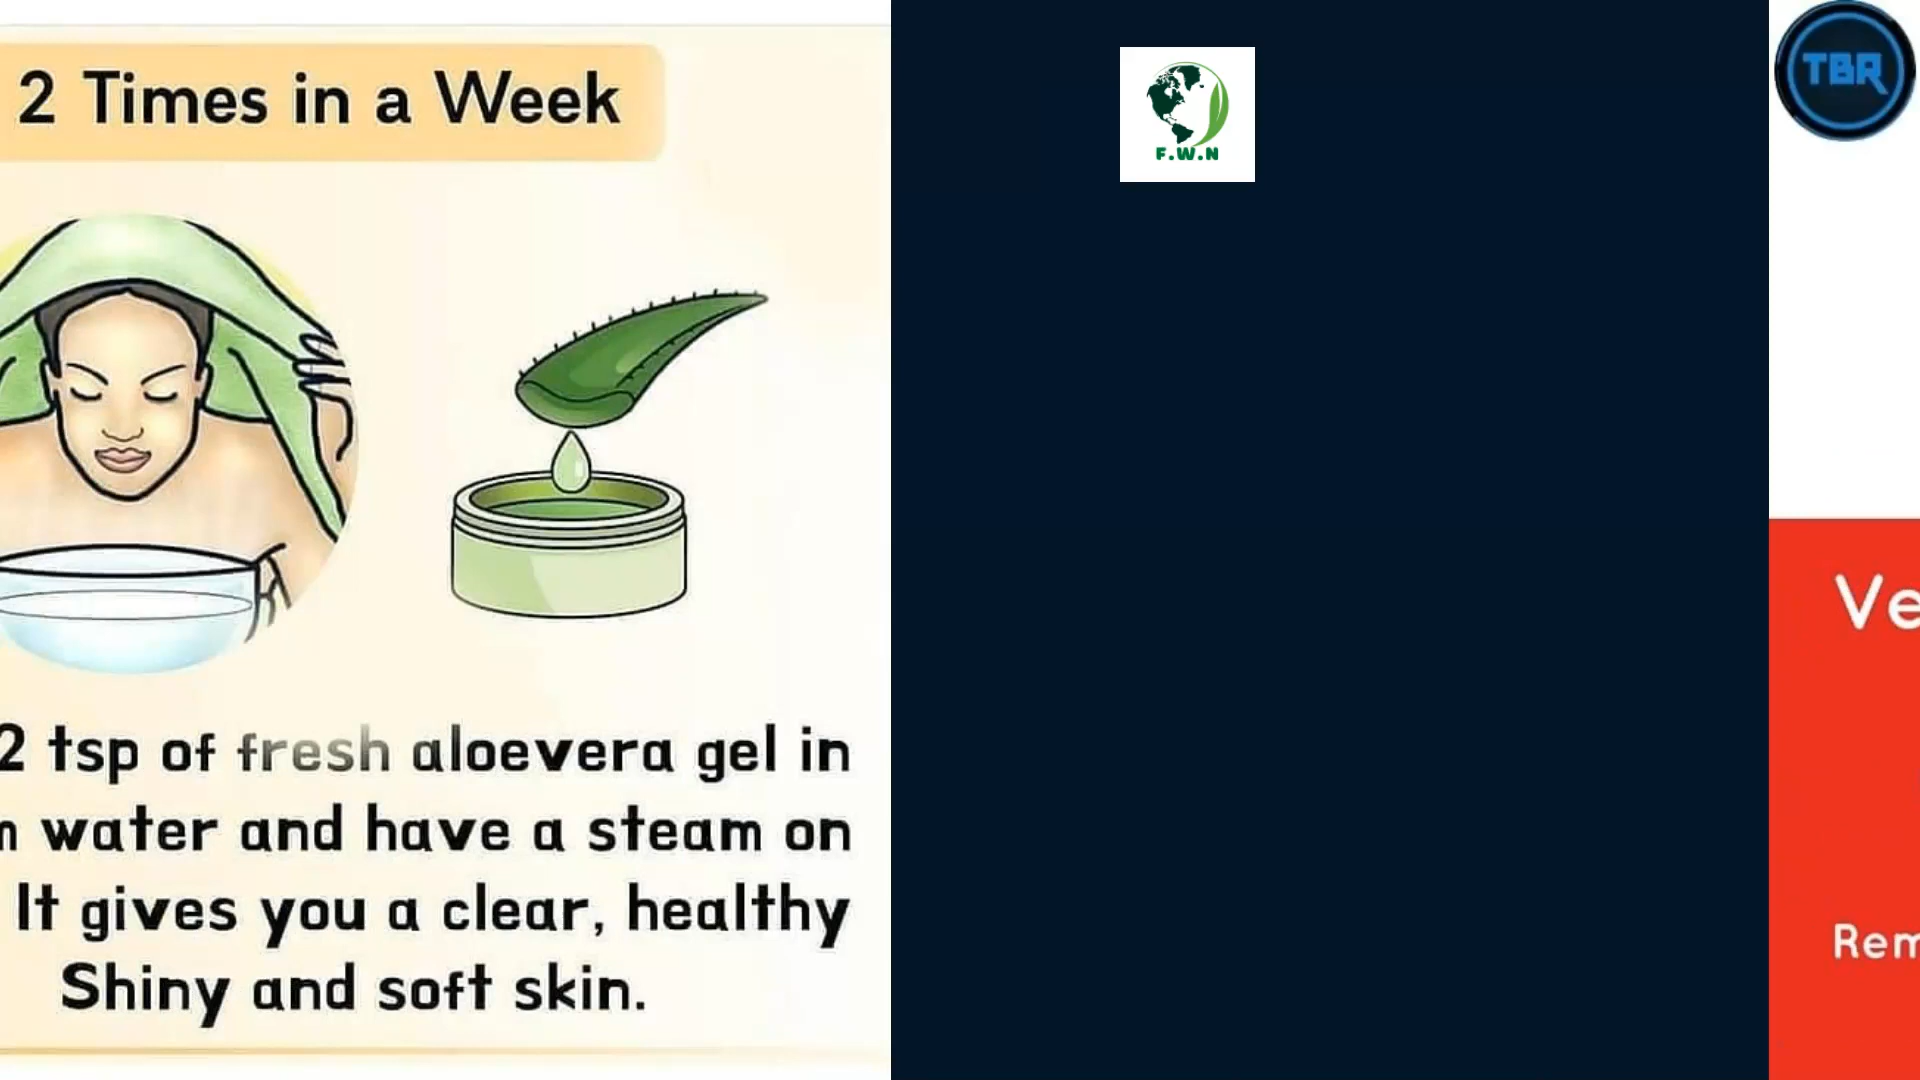 2 Times in a Week
2 tsp of fresh aloevera gel in
water and have a steam on
It gives you a clear, healthy
Shiny and soft skin.
F.W.N
TBR
Ve
Rem